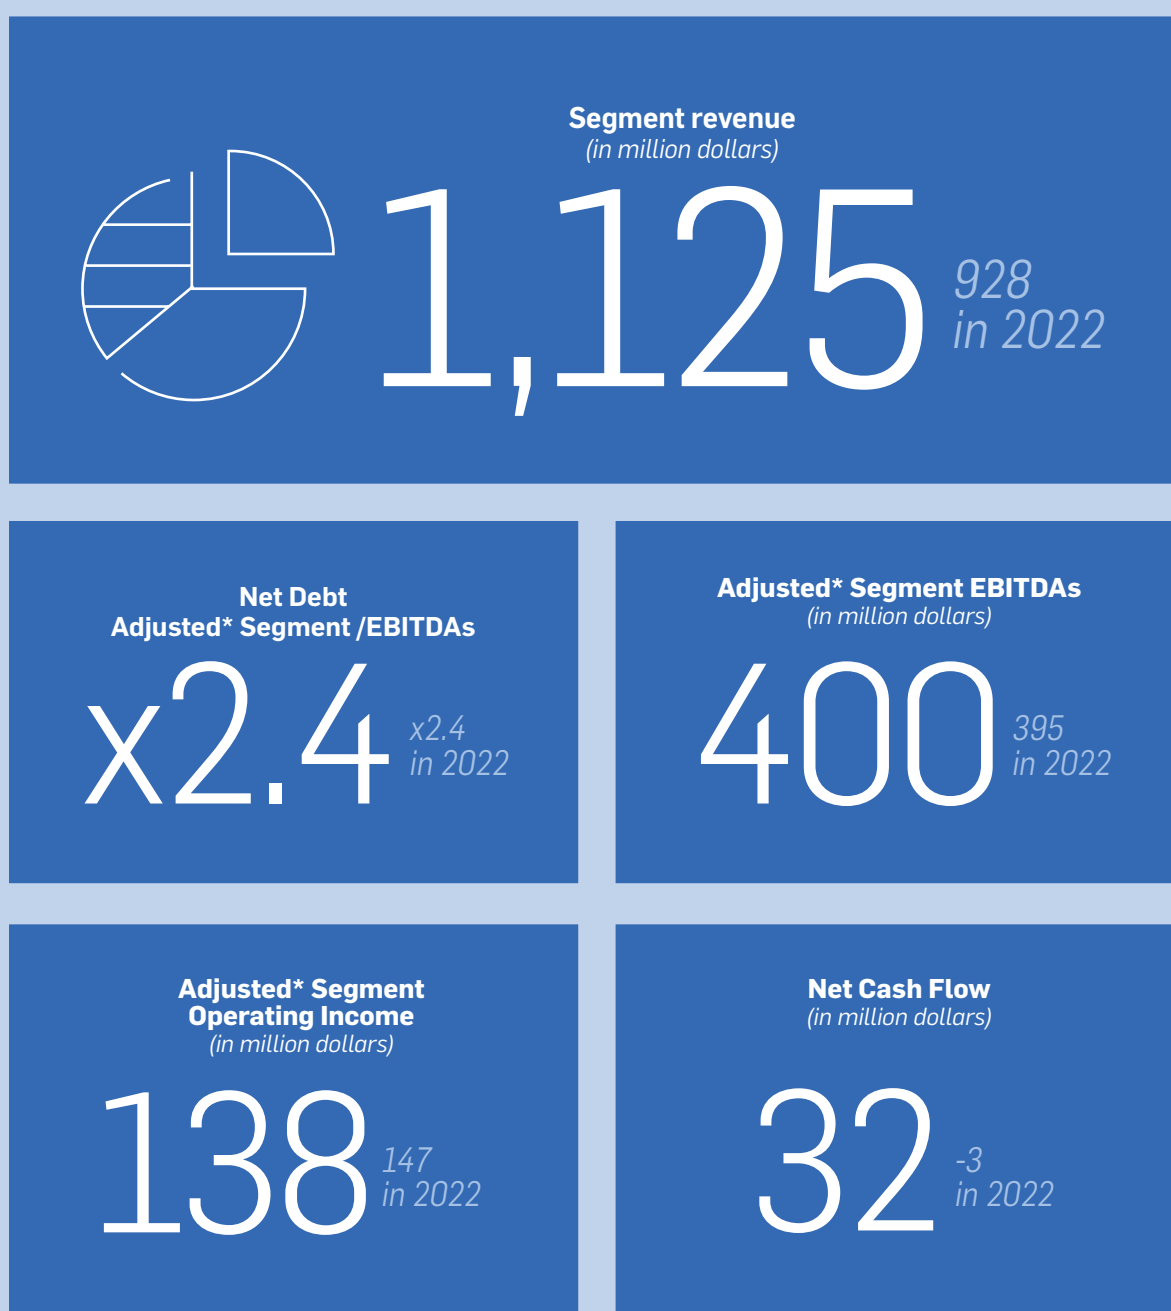 Segment revenue
(in million dollars)
1,125
928
in 2022
Net Debt
Adjusted* Segment /EBITDAs
x2.4
x2.4
in 2022
Adjusted* Segment EBITDAs
(in million dollars)
400
395
in 2022
Adjusted* Segment
Operating Income
(in million dollars)
138
147
in 2022
Net Cash Flow
(in million dollars)
32
-3
in 2022